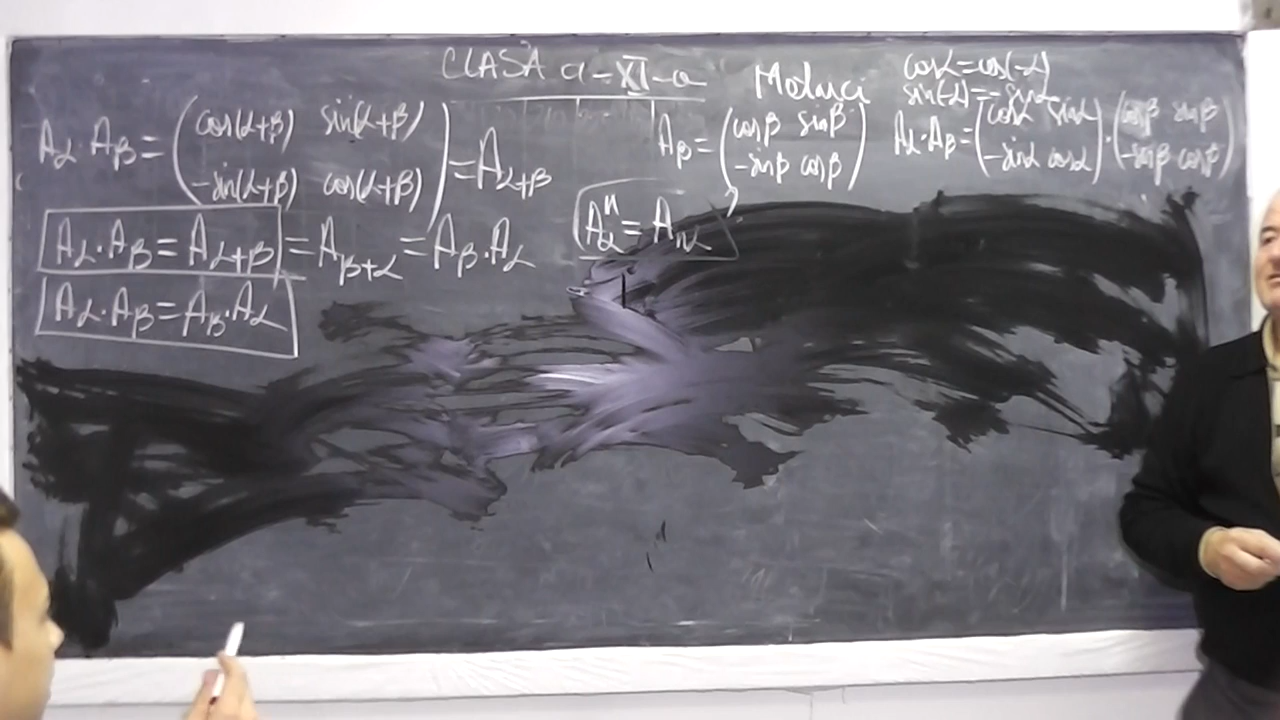 CLASA a-XI-a
Matrici
cosα=cos(-α)
sin(-α)=-sinα
Aα·Aβ=(cos(α+β) sin(α+β)
-sin(α+β) cos(α+β))=Aα+β
Aβ=(cosβ sinβ
-sinβ cosβ)
Aα·Aβ=(cosα sinα
-sinα cosα)·(cosβ sinβ
-sinβ cosβ)
Aα·Aβ=Aα+β=Aβ+α=Aβ·Aα
Aα^n=Anα
Aα·Aβ=Aβ·Aα